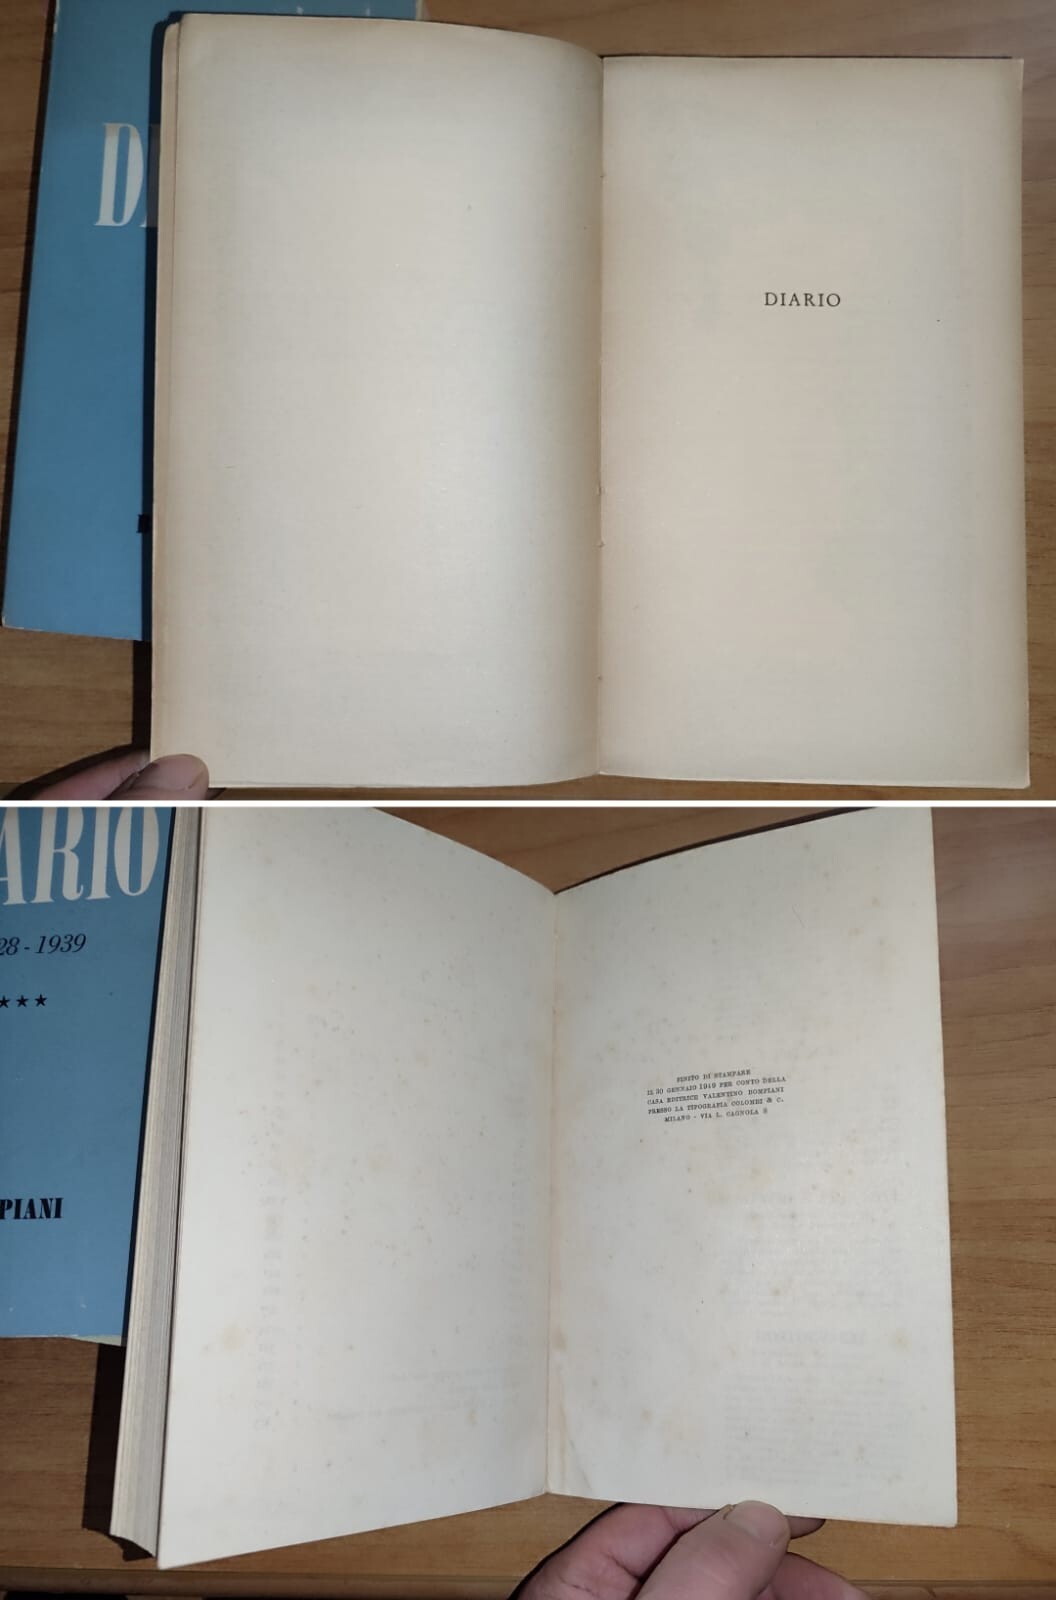 D
DIARIO
ARIO
28 - 1939
★★★
PIANI
FINITO DI STAMPARE
IL 30 GENNAIO 1949 PER CONTO DELLA
CASA EDITRICE VALENTINO BOMPIANI
PRESSO LA TIPOGRAFIA COLOMBI & C.
MILANO - VIA L. CAGNOLA 8